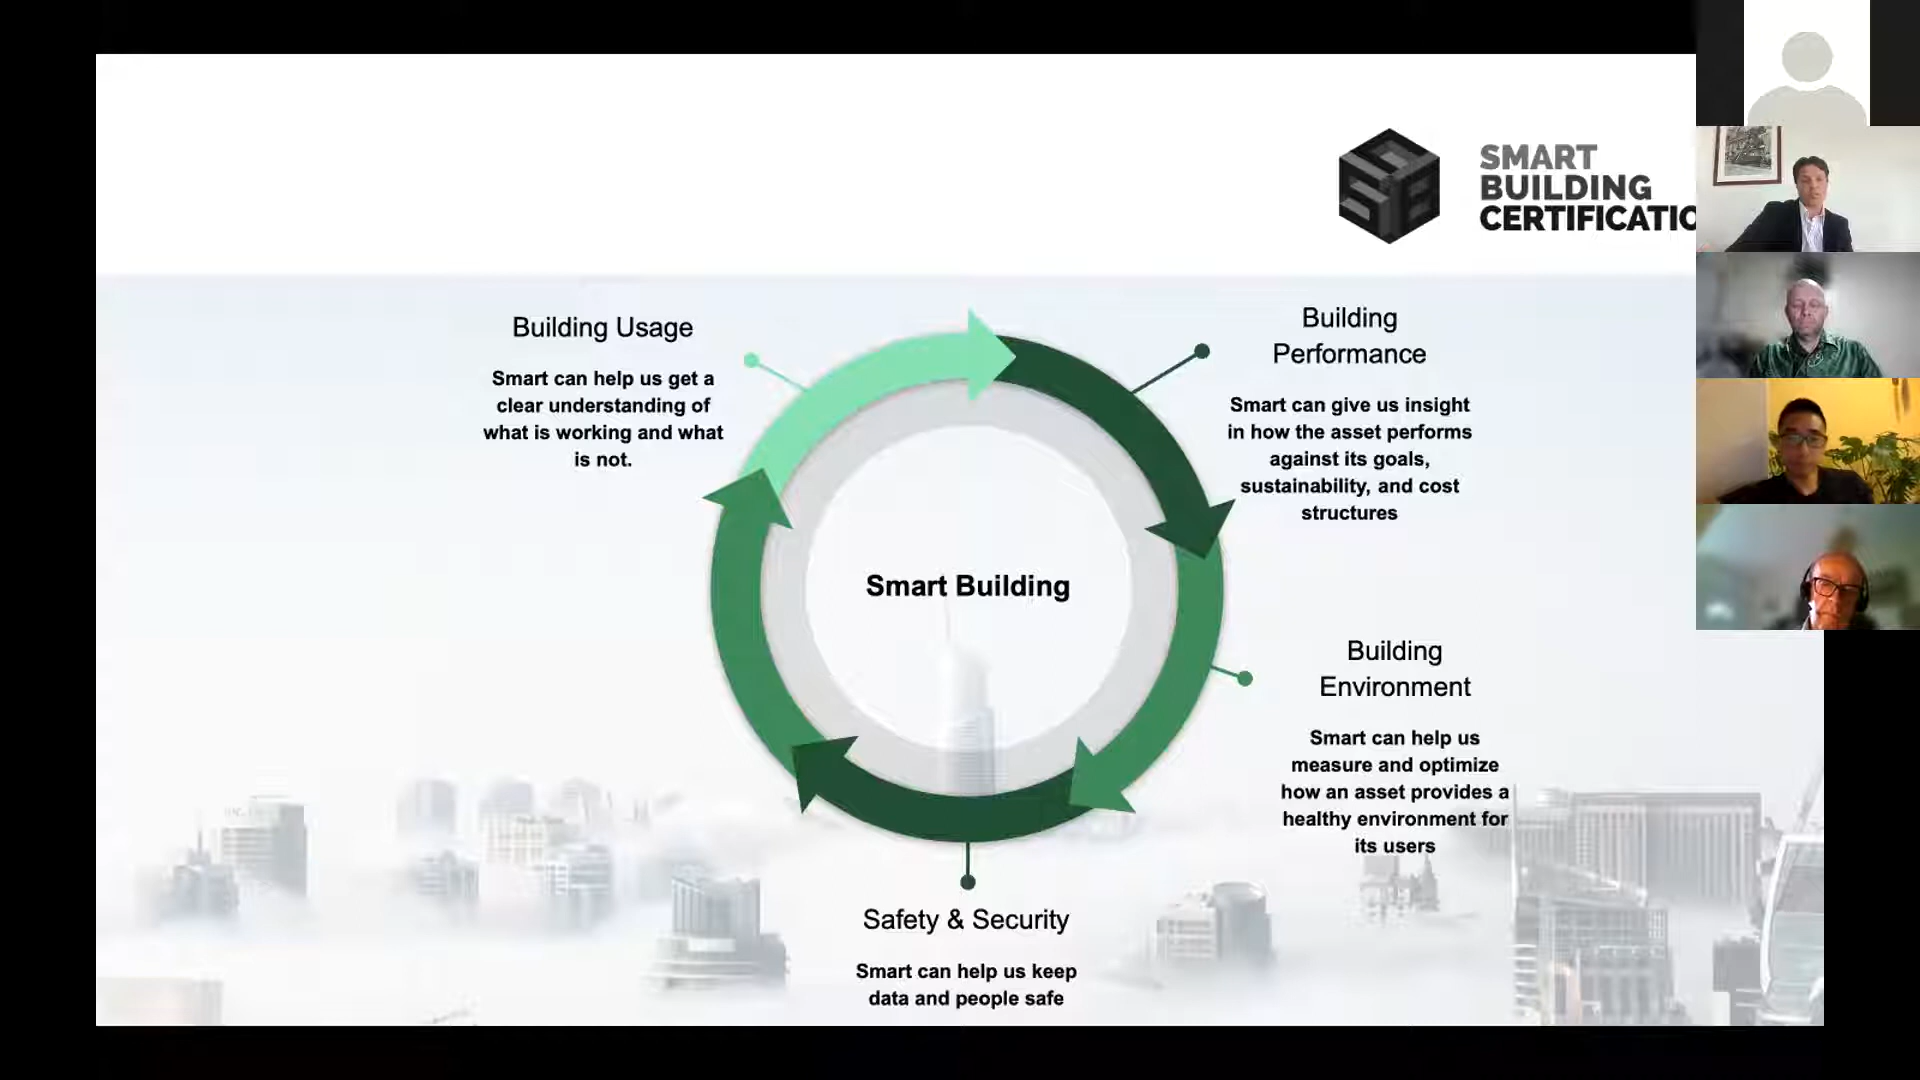 SMART
BUILDING
CERTIFICATIO
Building Usage
Smart can help us get a
clear understanding of
what is working and what
is not.
Building
Performance
Smart can give us insight
in how the asset performs
against its goals,
sustainability, and cost
structures
Smart Building
Building
Environment
Smart can help us
measure and optimize
how an asset provides a
healthy environment for
its users
Safety & Security
Smart can help us keep
data and people safe